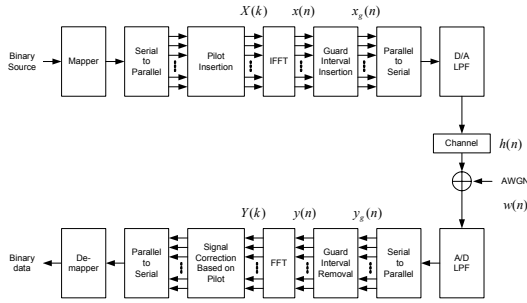 X(k)
x(n)
x_g(n)
Binary
Source
Mapper
Serial
to
Parallel
Pilot
Insertion
IFFT
Guard
Interval
Insertion
Parallel
to
Serial
D/A
LPF
Channel
h(n)
AWGN
w(n)
Y(k)
y(n)
y_g(n)
Binary
data
De-
mapper
Parallel
to
Serial
Signal
Correction
Based on
Pilot
FFT
Guard
Interval
Removal
Serial
to
Parallel
A/D
LPF